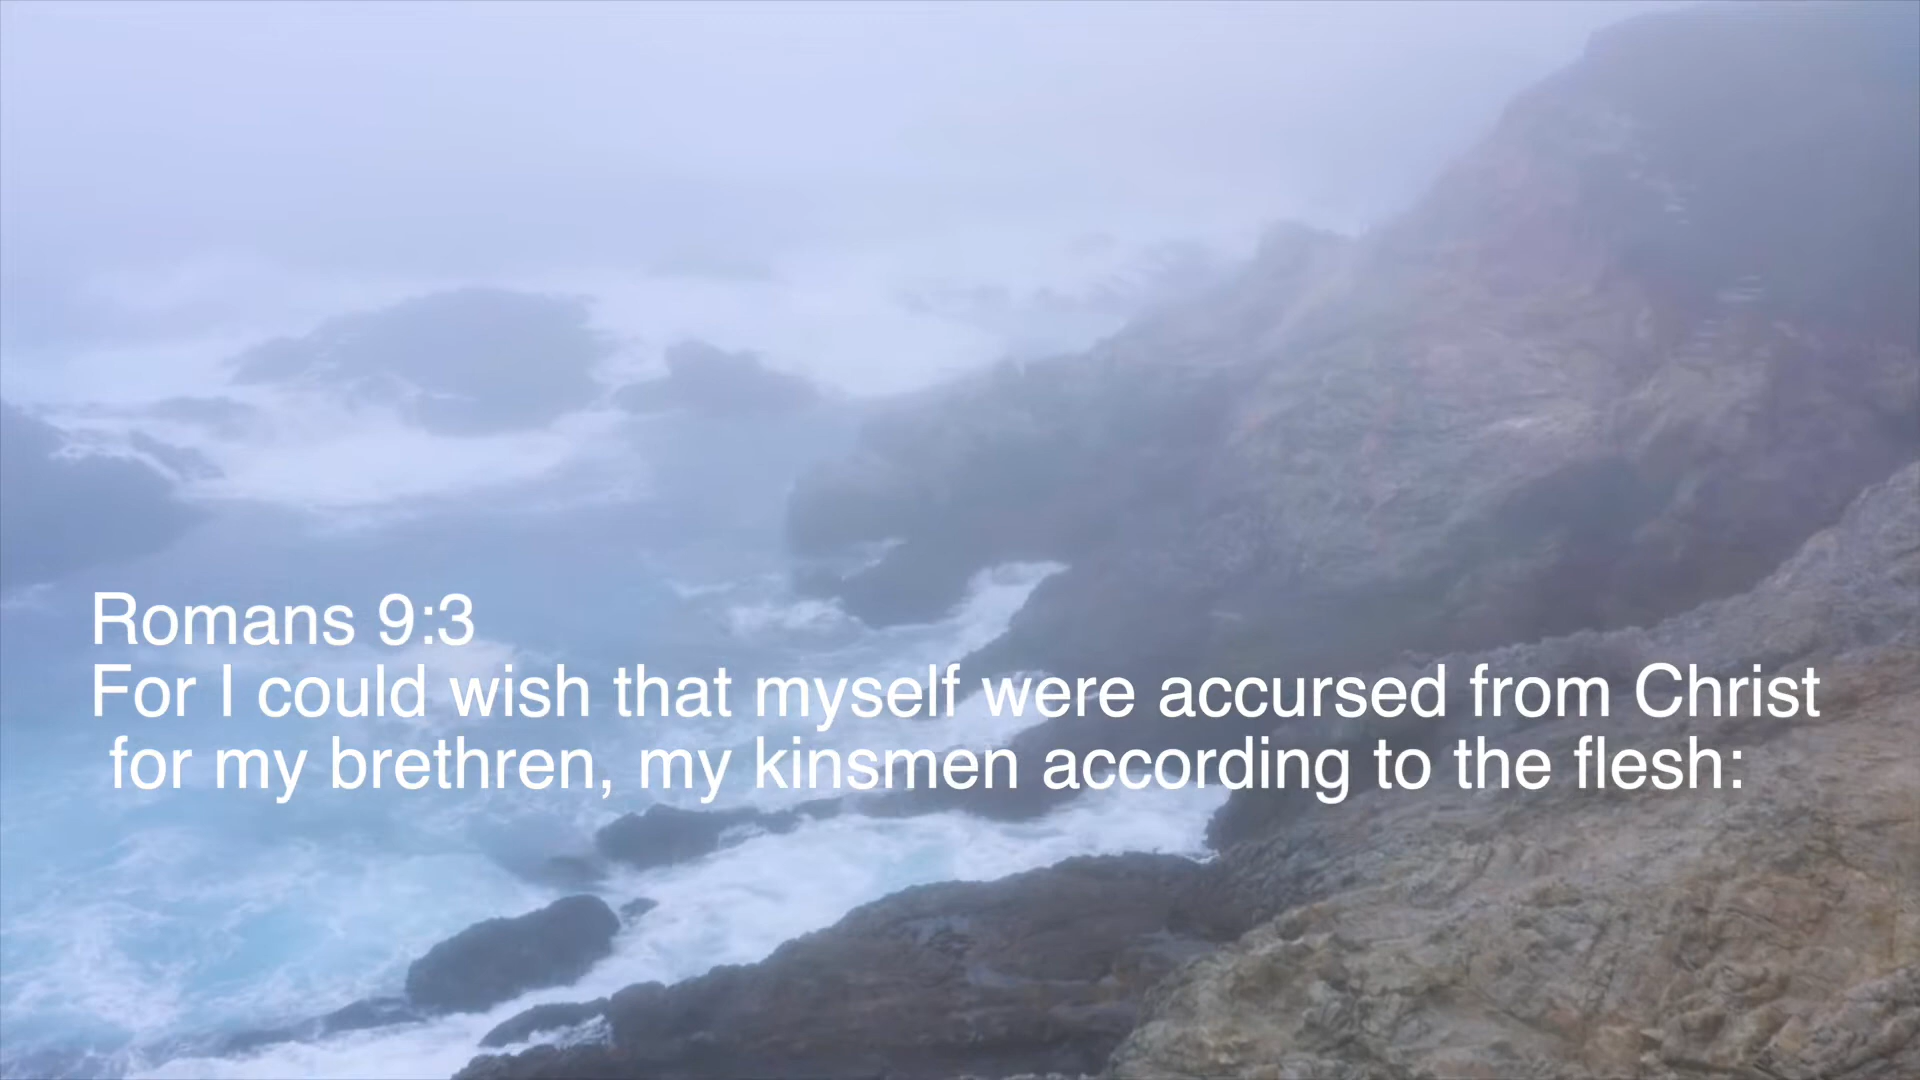 Romans 9:3
For I could wish that myself were accursed from Christ
for my brethren, my kinsmen according to the flesh: